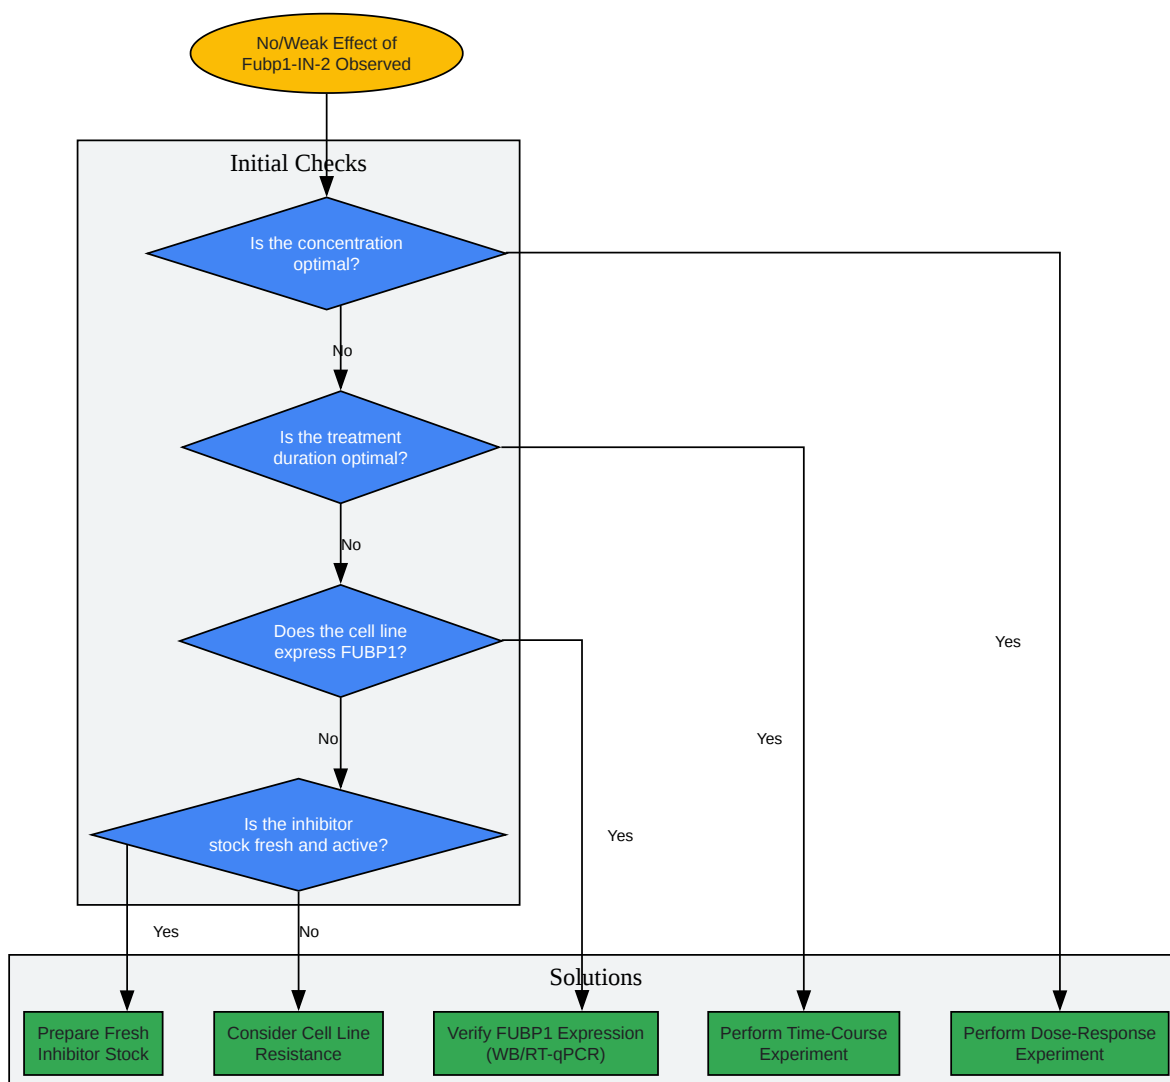 No/Weak Effect of
Fubp1-IN-2 Observed
Initial Checks
Is the concentration
optimal?
No
Is the treatment
duration optimal?
No
Does the cell line
express FUBP1?
Yes
No
Yes
Is the inhibitor
stock fresh and active?
Yes
Yes
No
Solutions
Prepare Fresh
Inhibitor Stock
Consider Cell Line
Resistance
Verify FUBP1 Expression
(WB/RT-qPCR)
Perform Time-Course
Experiment
Perform Dose-Response
Experiment